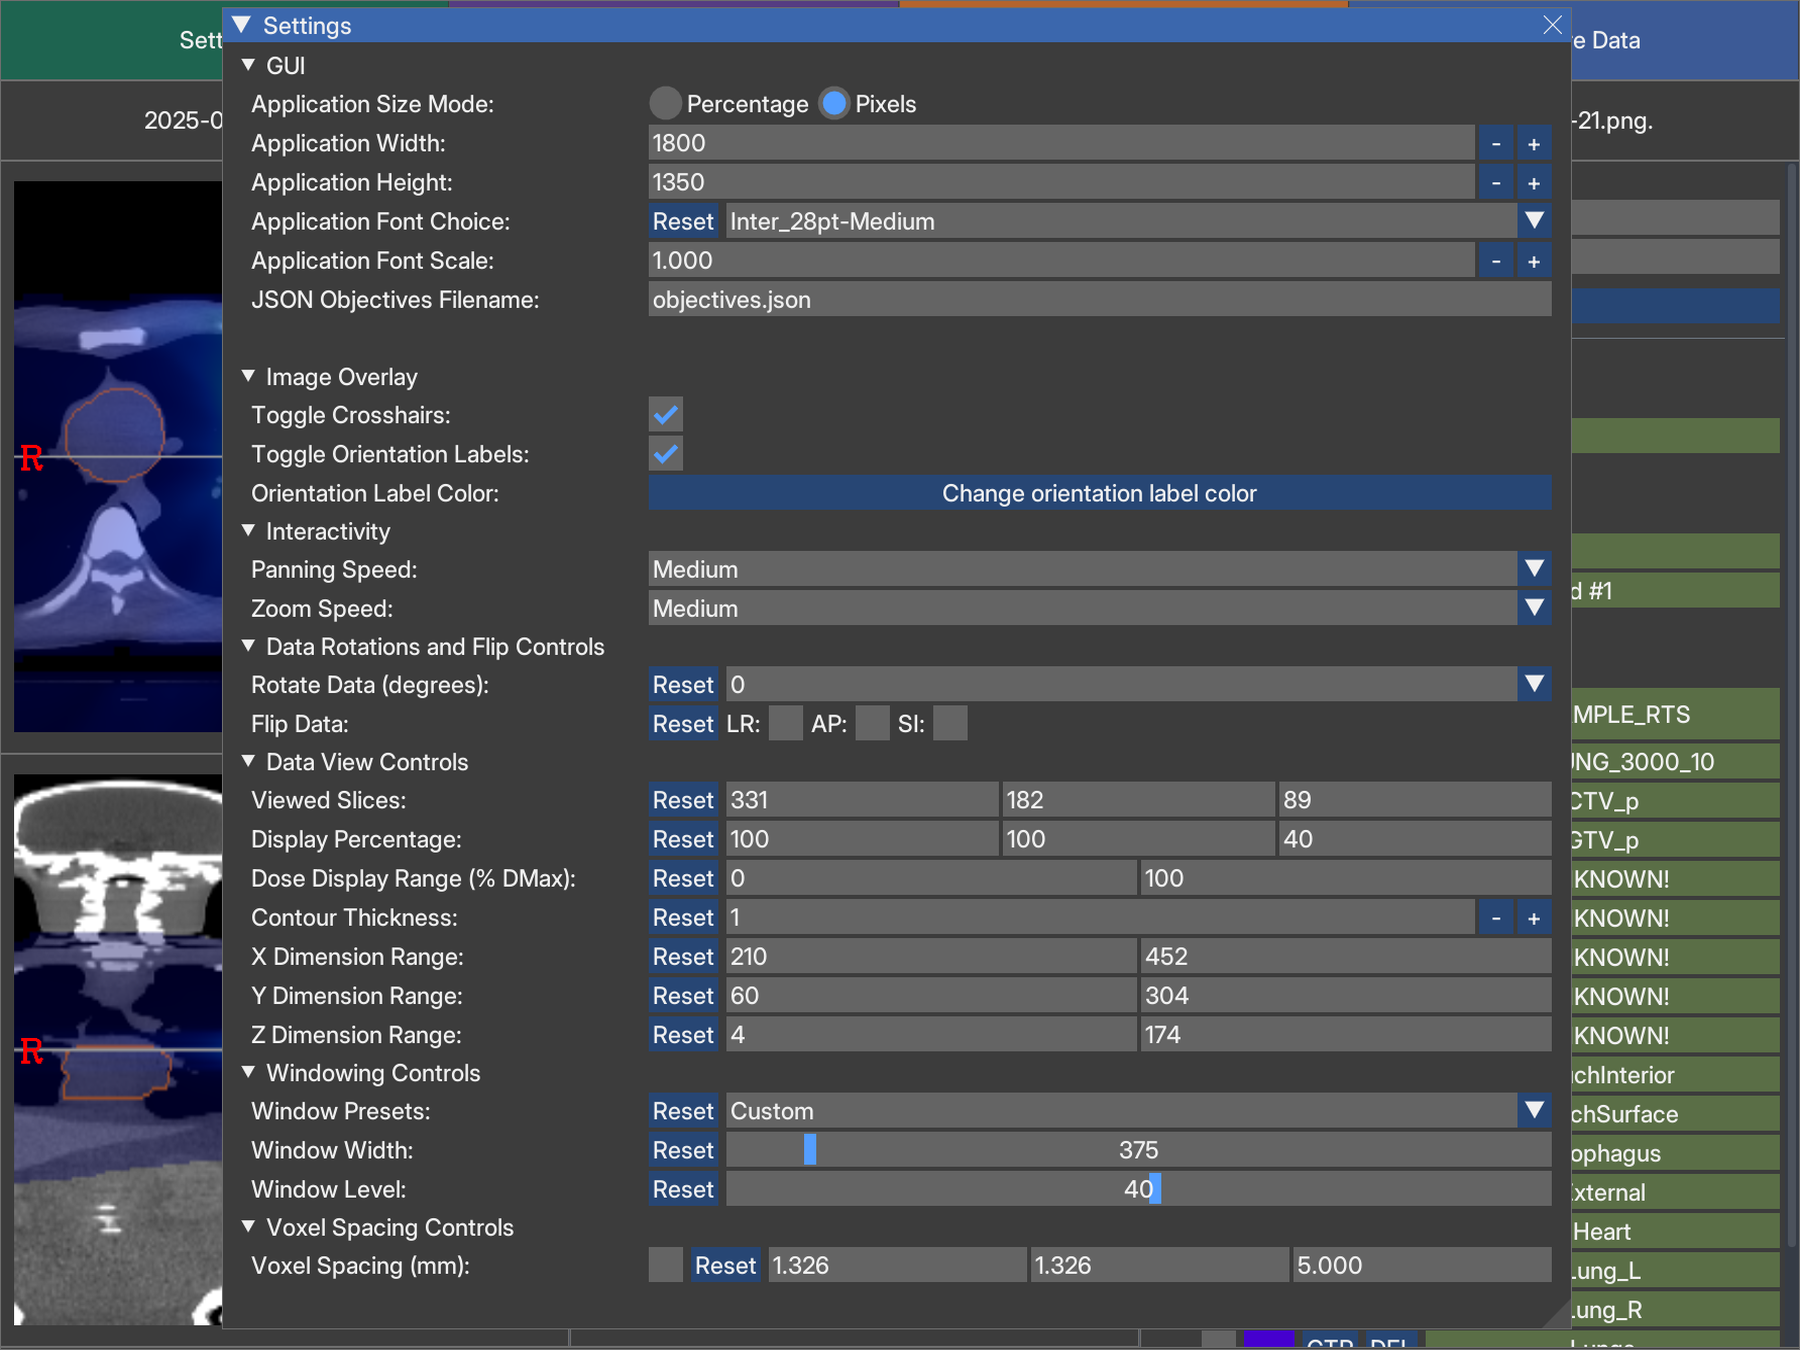 Settings
GUI
Application Size Mode: Percentage Pixels
Application Width: 1800 - +
Application Height: 1350 - +
Application Font Choice: Reset Inter_28pt-Medium
Application Font Scale: 1.000 - +
JSON Objectives Filename: objectives.json
Image Overlay
Toggle Crosshairs:
Toggle Orientation Labels:
Orientation Label Color: Change orientation label color
Interactivity
Panning Speed: Medium
Zoom Speed: Medium
Data Rotations and Flip Controls
Rotate Data (degrees): Reset 0
Flip Data: Reset LR: AP: SI:
Data View Controls
Viewed Slices: Reset 331 182 89
Display Percentage: Reset 100 100 40
Dose Display Range (% DMax): Reset 0 100
Contour Thickness: Reset 1 - +
X Dimension Range: Reset 210 452
Y Dimension Range: Reset 60 304
Z Dimension Range: Reset 4 174
Windowing Controls
Window Presets: Reset Custom
Window Width: Reset 375
Window Level: Reset 40
Voxel Spacing Controls
Voxel Spacing (mm): Reset 1.326 1.326 5.000
Sett
2025-0
R
R
e Data
-21.png.
d #1
MPLE_RTS
NG_3000_10
CTV_p
GTV_p
KNOWN!
KNOWN!
KNOWN!
KNOWN!
KNOWN!
chInterior
chSurface
ophagus
xternal
Heart
Lung_L
Lung_R